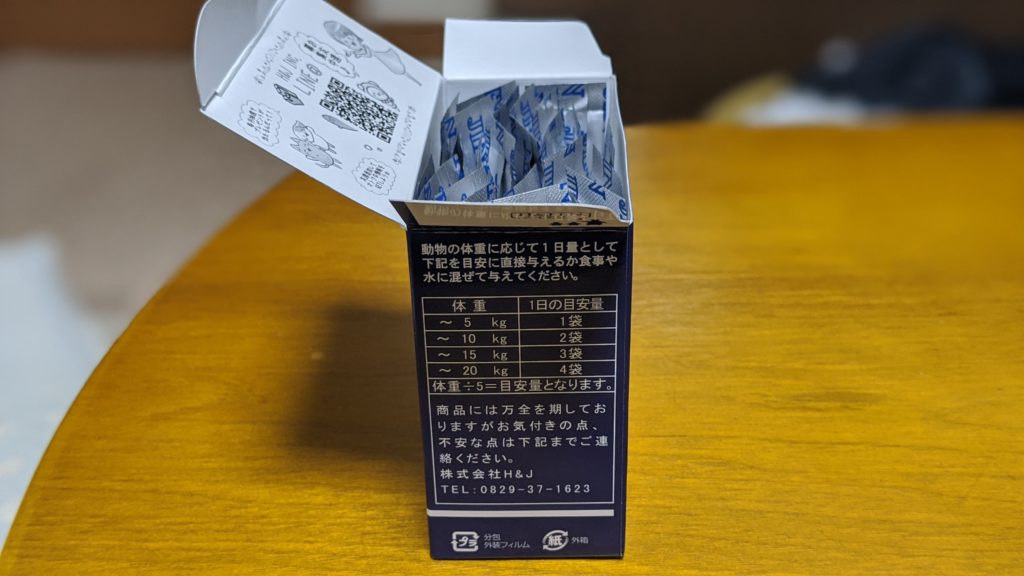 LINE@
動物の体重に応じて1日量として
下記を目安に直接与えるか食事や
水に混ぜて与えてください。
体重 1日の目安量
～ 5 kg 1袋
～ 10 kg 2袋
～ 15 kg 3袋
～ 20 kg 4袋
体重÷5=目安量となります。
商品には万全を期してお
りますがお気付きの点、
不安な点は下記までご連
絡ください。
株式会社H&J
TEL:0829-37-1623
プラ 分包
外装フィルム
紙 外箱